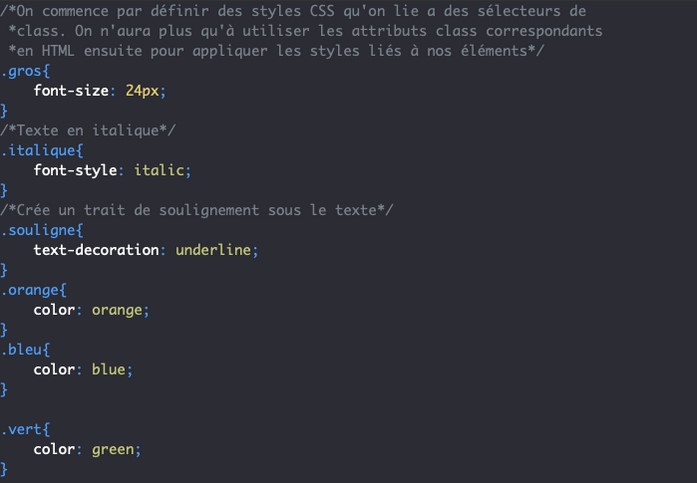 /*On commence par définir des styles CSS qu'on lie a des sélecteurs de
*class. On n'aura plus qu'à utiliser les attributs class correspondants
*en HTML ensuite pour appliquer les styles liés à nos éléments*/
.gros{
font-size: 24px;
}
/*Texte en italique*/
.italique{
font-style: italic;
}
/*Crée un trait de soulignement sous le texte*/
.souligne{
text-decoration: underline;
}
.orange{
color: orange;
}
.bleu{
color: blue;
}
.vert{
color: green;
}